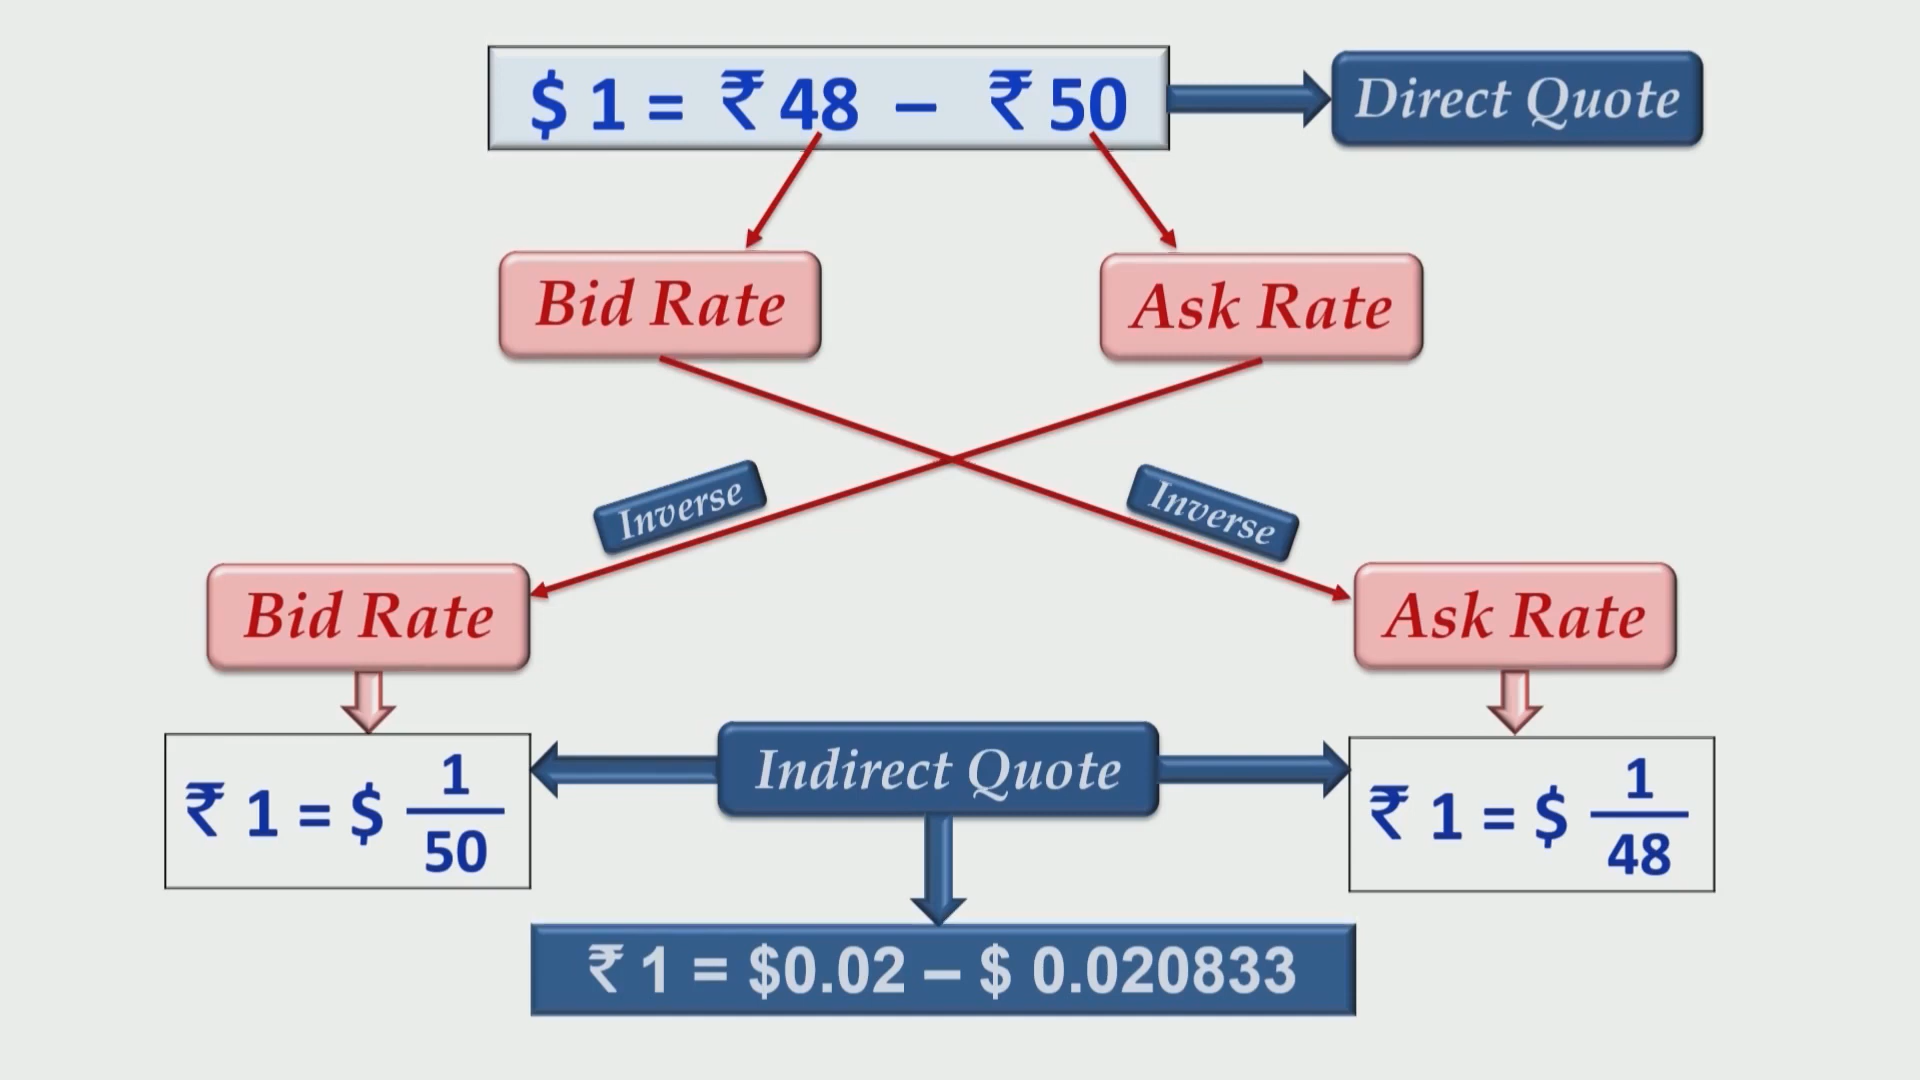 $ 1 = ₹ 48 – ₹ 50
Direct Quote
Bid Rate
Ask Rate
Inverse
Inverse
Bid Rate
Ask Rate
Indirect Quote
₹ 1 = $ 1/50
₹ 1 = $ 1/48
₹ 1 = $0.02 – $ 0.020833